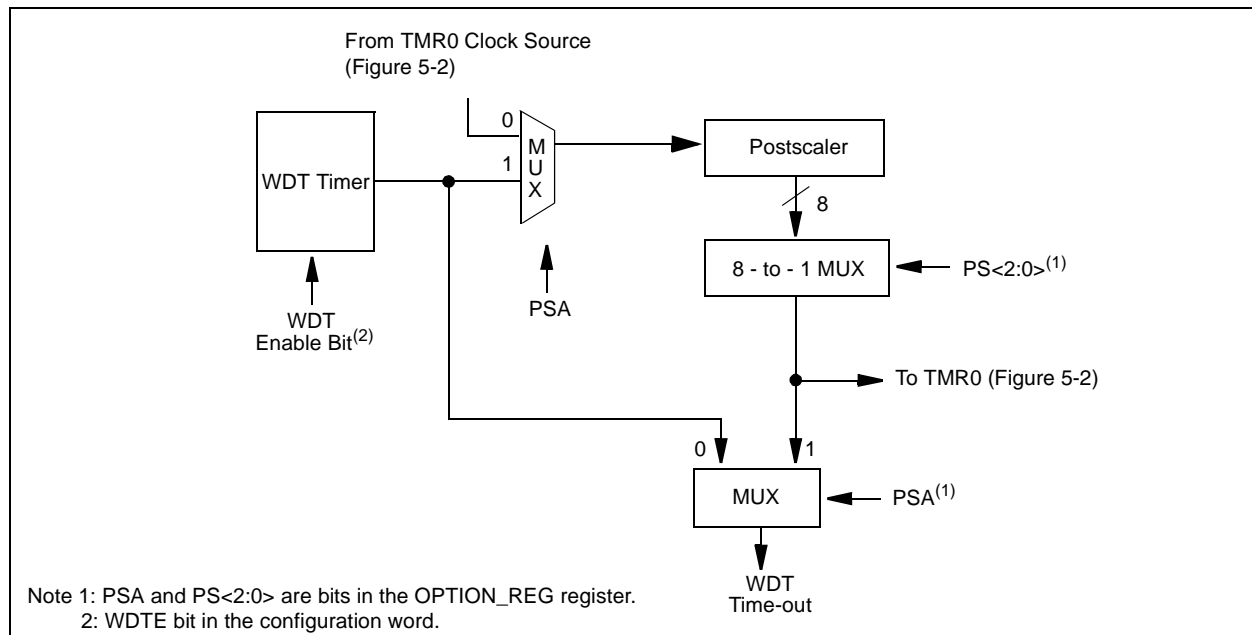 From TMR0 Clock Source
(Figure 5-2)
0
1
M
U
X
WDT Timer
Postscaler
8
8 - to - 1 MUX
PS<2:0>(1)
PSA
WDT
Enable Bit(2)
To TMR0 (Figure 5-2)
0
1
MUX
PSA(1)
WDT
Time-out
Note 1: PSA and PS<2:0> are bits in the OPTION_REG register.
2: WDTE bit in the configuration word.